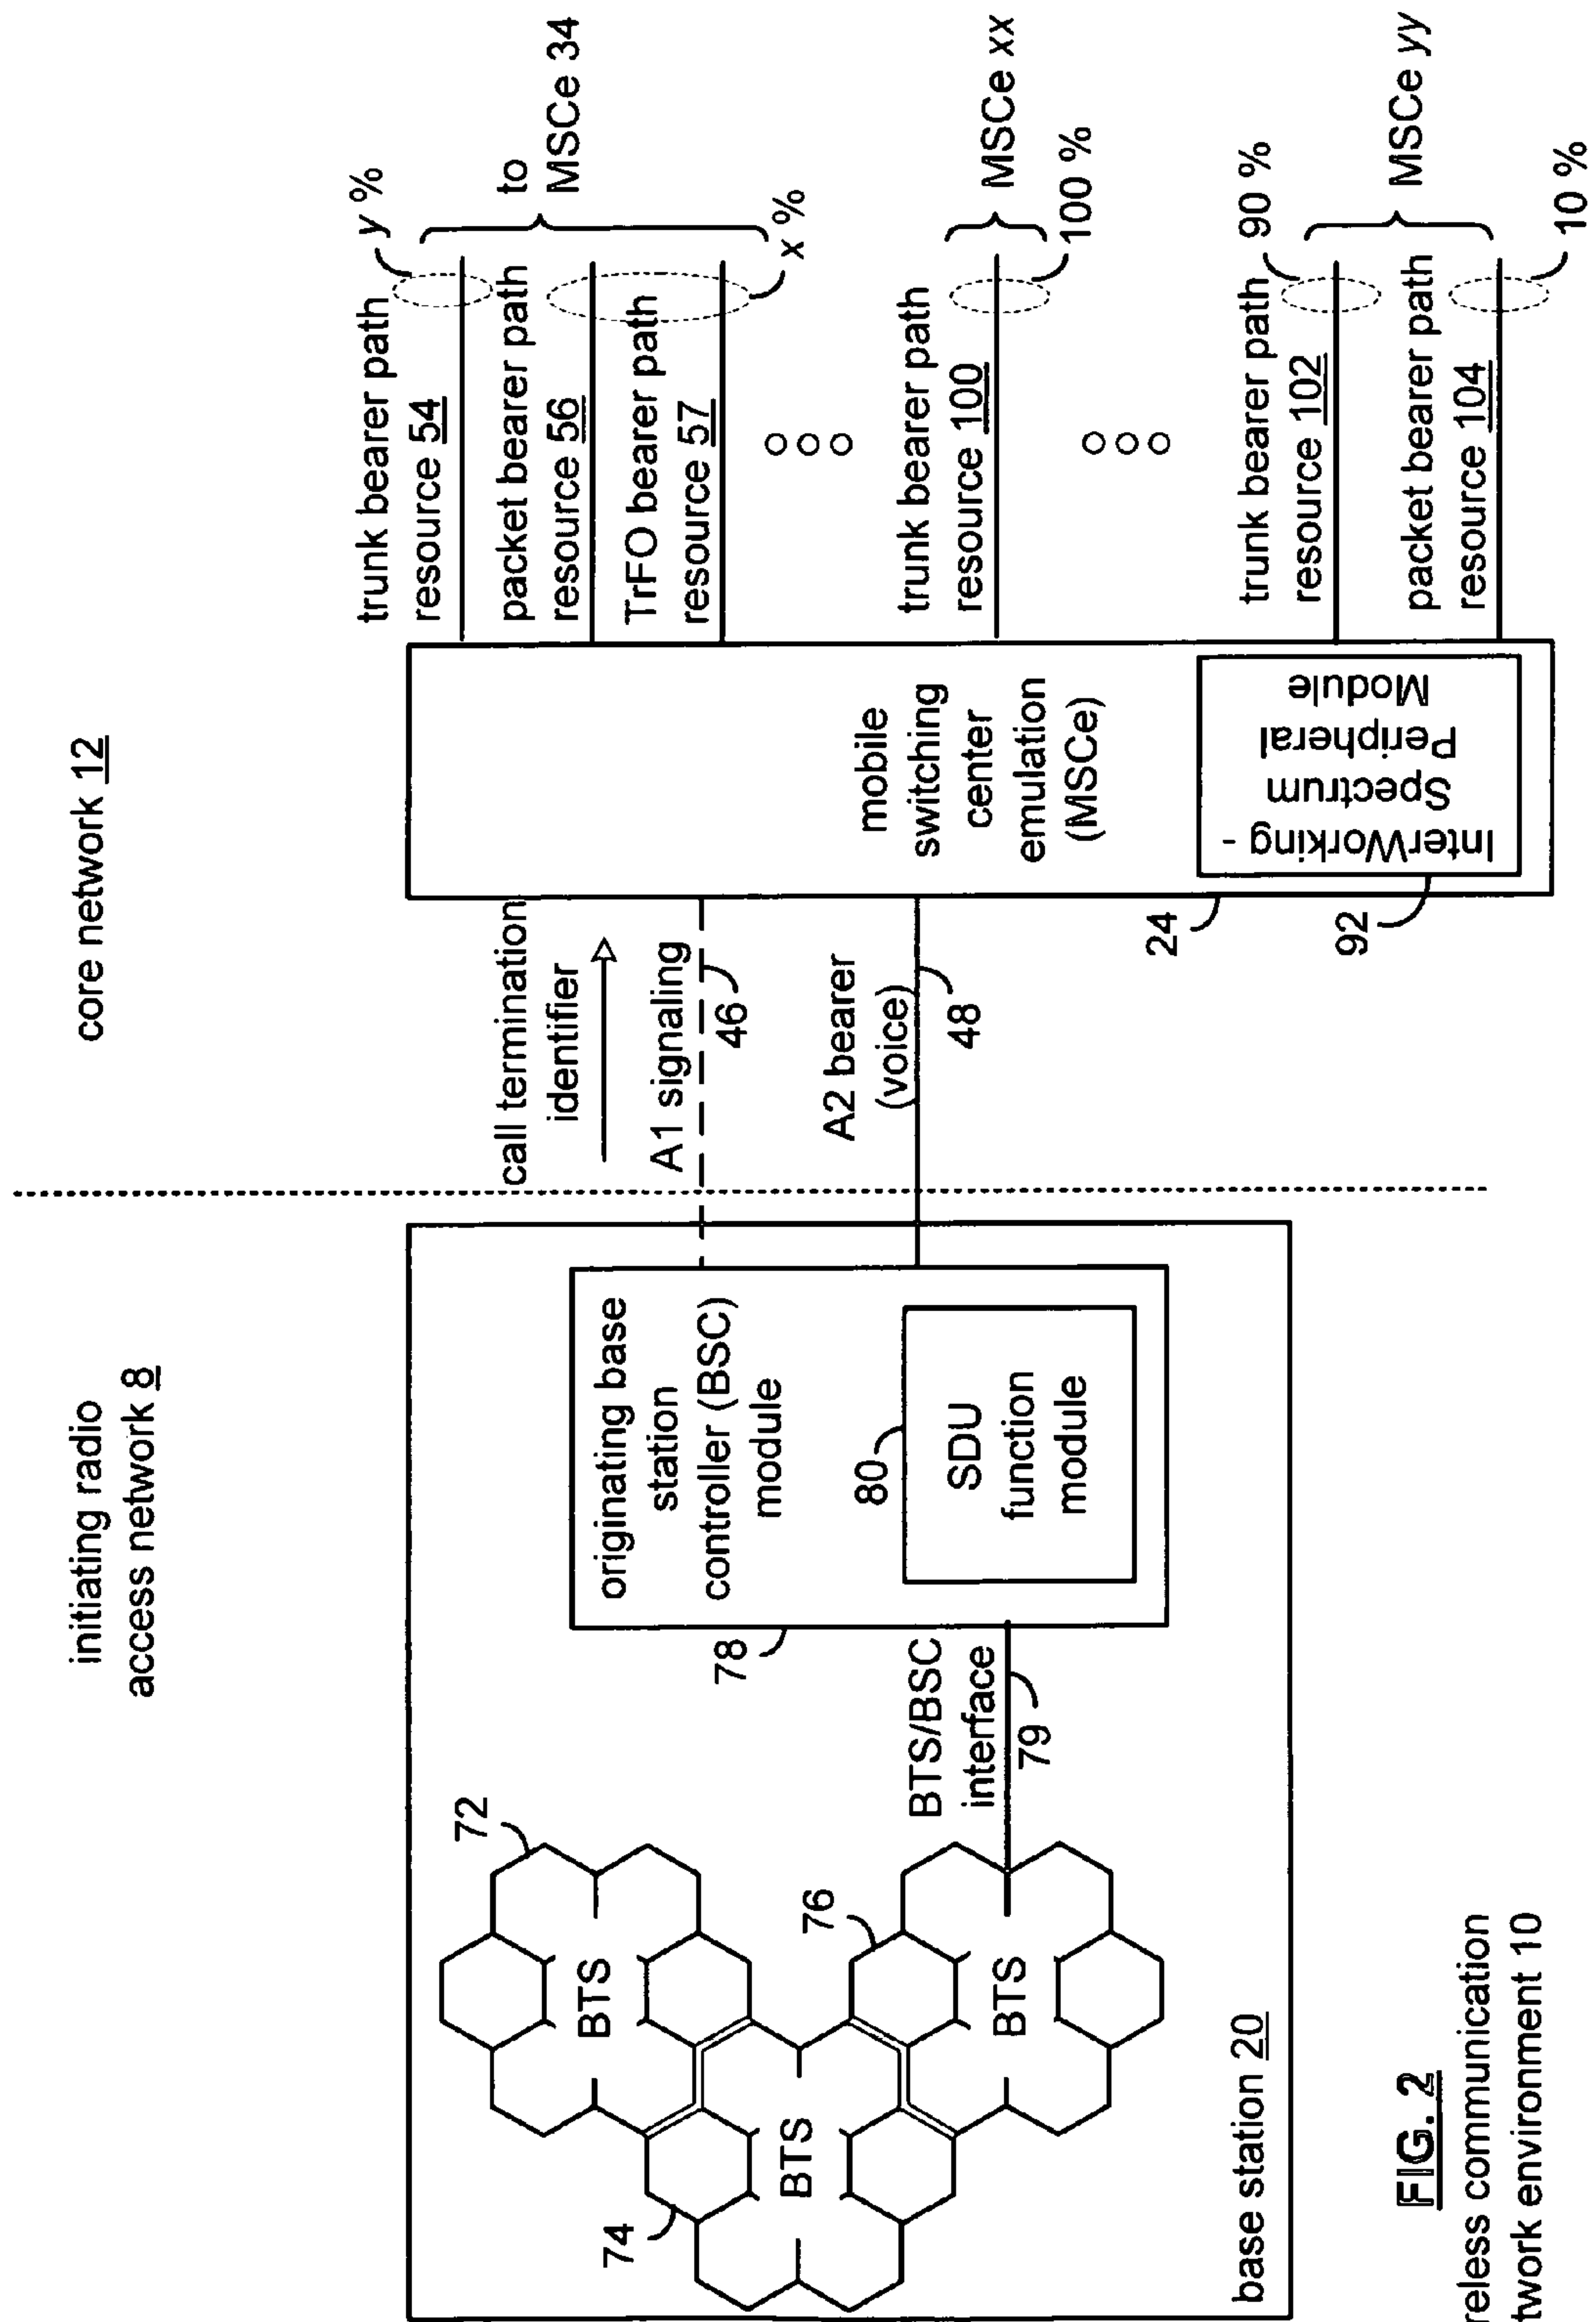 initiating radio
access network 8
core network 12
base station 20
BTS
72
BTS
74
BTS
76
BTS/BSC
interface
79
78
originating base
station
controller (BSC)
module
80
SDU
function
module
call termination
identifier
A1 signaling
46
A2 bearer
(voice)
48
24
92
mobile
switching
center
emulation
(MSCe)
InterWorking -
Spectrum
Peripheral
Module
trunk bearer path
resource 54
y %
packet bearer path
resource 56
TrFO bearer path
resource 57
x %
to
MSCe 34
trunk bearer path
resource 100
MSCe xx
100 %
trunk bearer path
resource 102
90 %
packet bearer path
resource 104
MSCe yy
10 %
FIG. 2
reless communication
twork environment 10